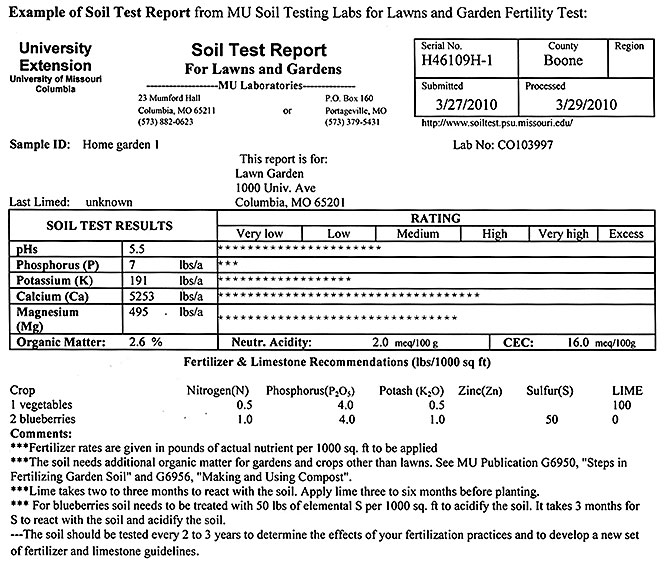 Example of Soil Test Report from MU Soil Testing Labs for Lawns and Garden Fertility Test:
University Extension
University of Missouri
Columbia
Soil Test Report
For Lawns and Gardens
-------------------MU Laboratories--------------
23 Mumford Hall
Columbia, MO 65211
(573) 882-0623
or
P.O. Box 160
Portageville, MO
(573) 379-5431
Serial No. County Region
H46109H-1 Boone
Submitted Processed
3/27/2010 3/29/2010
http://www.soiltest.psu.missouri.edu/
Sample ID: Home garden 1 Lab No: CO103997
This report is for:
Lawn Garden
1000 Univ. Ave
Last Limed: unknown Columbia, MO 65201
SOIL TEST RESULTS RATING
Very low Low Medium High Very high Excess
pHs 5.5 **********************
Phosphorus (P) 7 lbs/a ***
Potassium (K) 191 lbs/a ******************
Calcium (Ca) 5253 lbs/a ***********************************
Magnesium (Mg) 495 lbs/a ********************************
Organic Matter: 2.6 % Neutr. Acidity: 2.0 meq/100 g CEC: 16.0 meq/100g
Fertilizer & Limestone Recommendations (lbs/1000 sq ft)
Crop Nitrogen(N) Phosphorus(P₂O₅) Potash (K₂O) Zinc(Zn) Sulfur(S) LIME
1 vegetables 0.5 4.0 0.5 100
2 blueberries 1.0 4.0 1.0 50 0
Comments:
***Fertilizer rates are given in pounds of actual nutrient per 1000 sq. ft to be applied
***The soil needs additional organic matter for gardens and crops other than lawns. See MU Publication G6950, "Steps in
Fertilizing Garden Soil" and G6956, "Making and Using Compost".
***Lime takes two to three months to react with the soil. Apply lime three to six months before planting.
*** For blueberries soil needs to be treated with 50 lbs of elemental S per 1000 sq. ft to acidify the soil. It takes 3 months for
S to react with the soil and acidify the soil.
---The soil should be tested every 2 to 3 years to determine the effects of your fertilization practices and to develop a new set
of fertilizer and limestone guidelines.